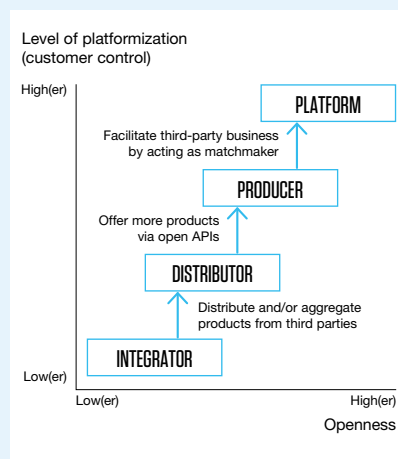 Level of platformization
(customer control)
High(er)
PLATFORM
Facilitate third-party business
by acting as matchmaker
PRODUCER
Offer more products
via open APIs
DISTRIBUTOR
Distribute and/or aggregate
products from third parties
INTEGRATOR
Low(er)
Low(er)
High(er)
Openness